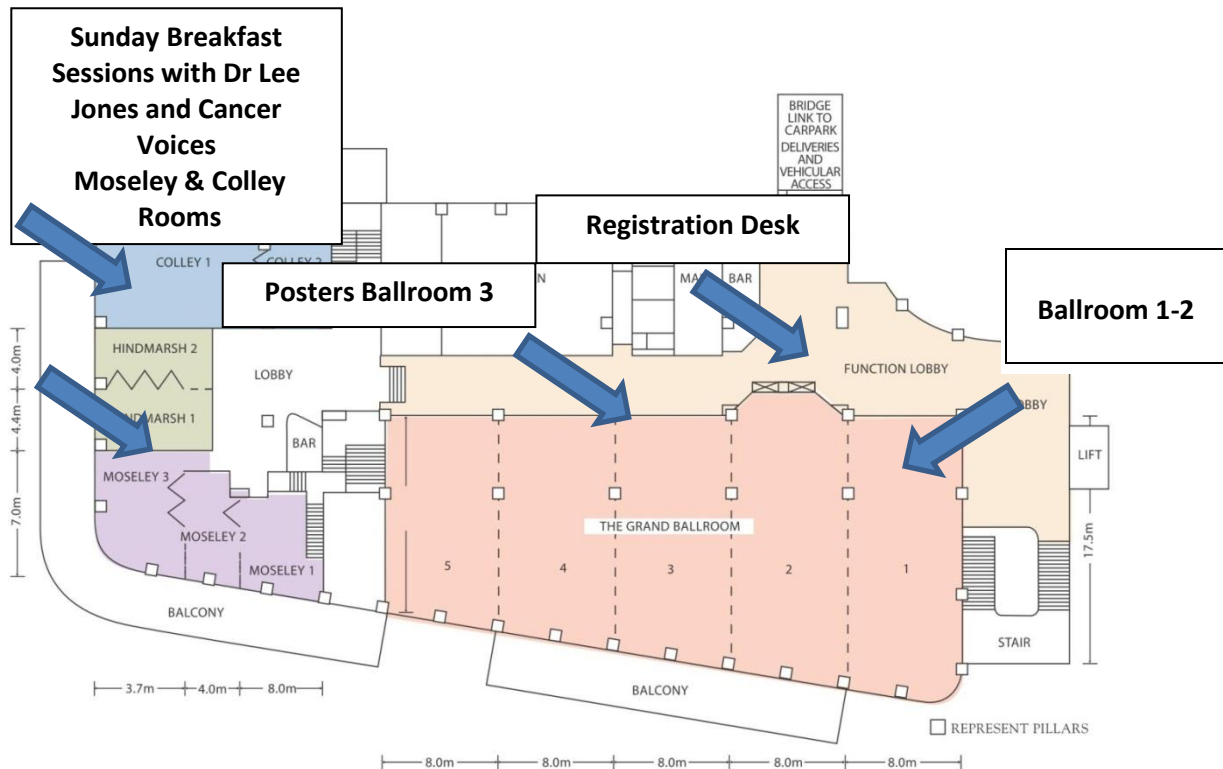 Sunday Breakfast
Sessions with Dr Lee
Jones and Cancer
Voices
Moseley & Colley
Rooms
BRIDGE
LINK TO
CARPARK
DELIVERIES
AND
VEHICULAR
ACCESS
Registration Desk
Posters Ballroom 3
Ballroom 1-2
COLLEY 1
COLLEY 2
BAR
HINDMARSH 2
HINDMARSH 1
LOBBY
BAR
FUNCTION LOBBY
LOBBY
LIFT
MOSELEY 3
MOSELEY 2
MOSELEY 1
THE GRAND BALLROOM
5
4
3
2
1
STAIR
BALCONY
BALCONY
4.0m
4.4m
7.0m
17.5m
3.7m
4.0m
8.0m
REPRESENT PILLARS
8.0m
8.0m
8.0m
8.0m
8.0m